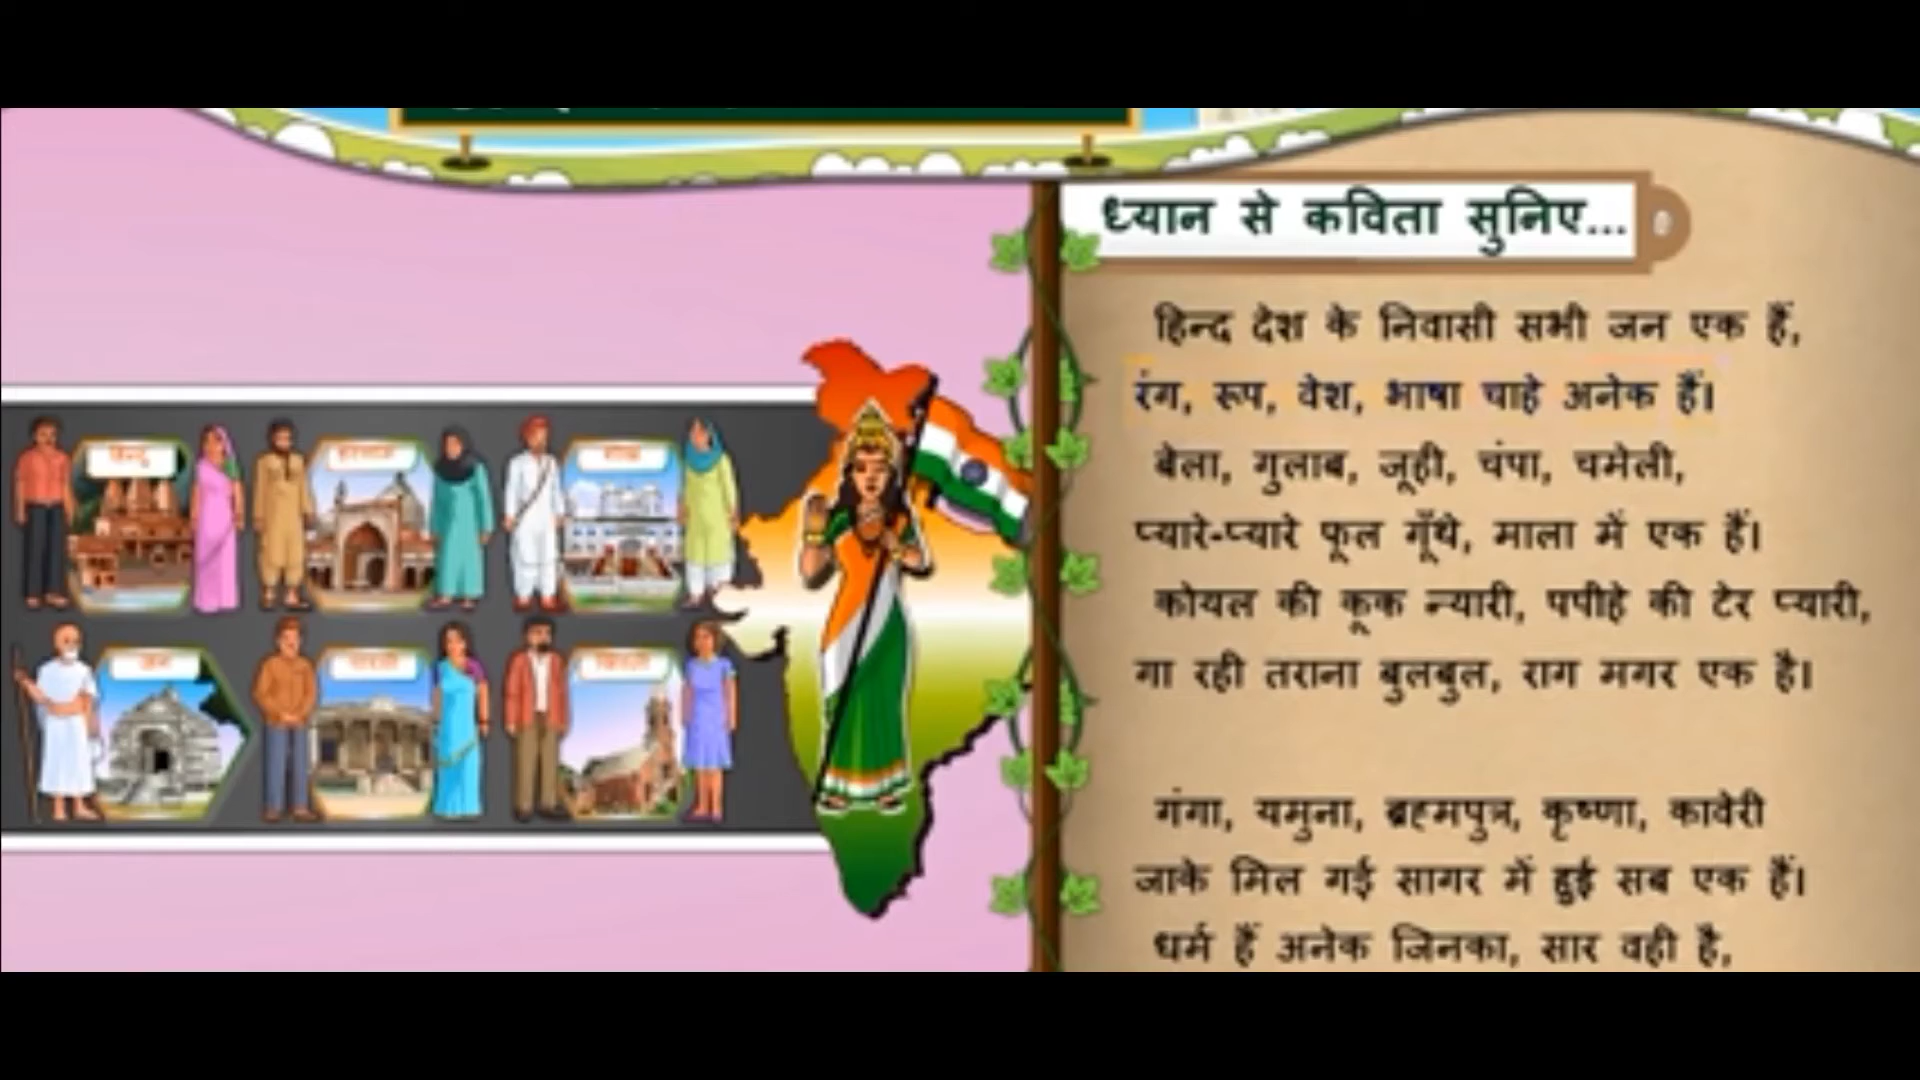 ध्यान से कविता सुनिए...
हिन्द देश के निवासी सभी जन एक हैं,
रंग, रूप, वेश, भाषा चाहे अनेक हैं।
बेला, गुलाब, जूही, चंपा, चमेली,
प्यारे-प्यारे फूल गूँथे, माला में एक हैं।
कोयल की कूक न्यारी, पपीहे की टेर प्यारी,
गा रही तराना बुलबुल, राग मगर एक है।
गंगा, यमुना, ब्रह्मपुत्र, कृष्णा, कावेरी
जाके मिल गई सागर में हुई सब एक हैं।
धर्म हैं अनेक जिनका, सार वही है,
हिन्दू